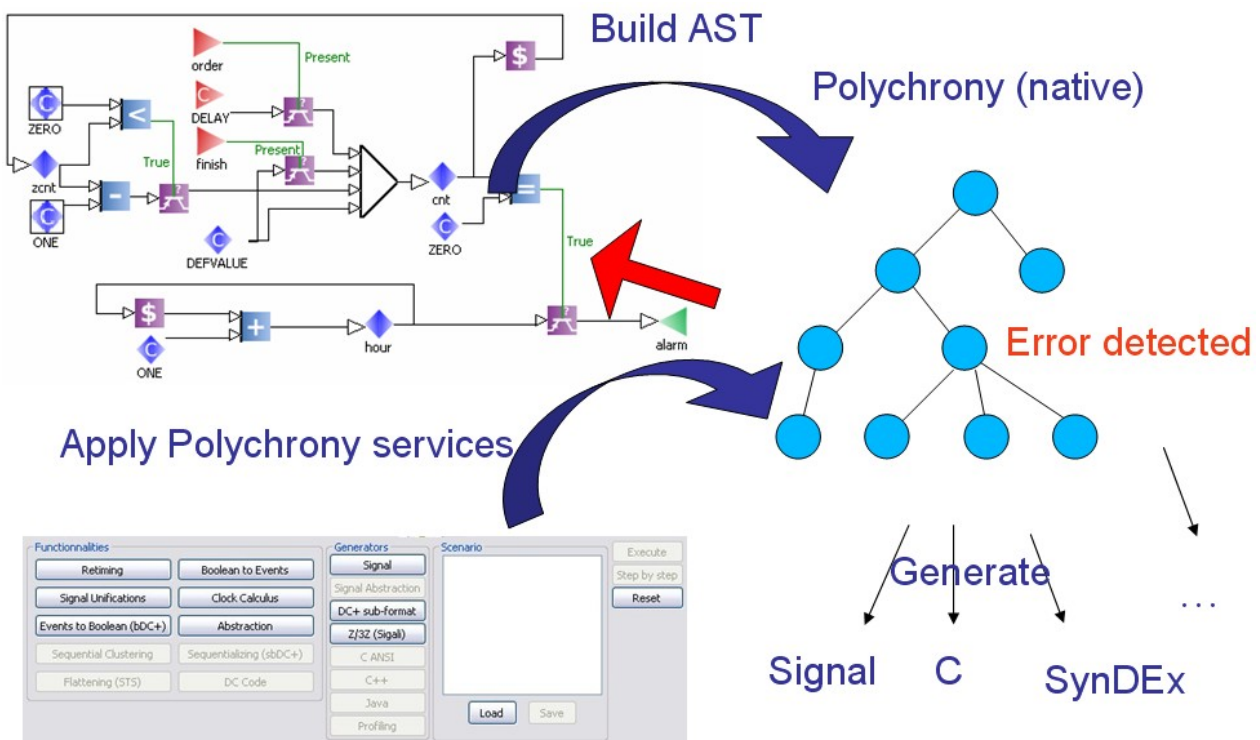 Build AST
Polychrony (native)
$
order
Present
C
ZERO
<
C
DELAY
?
True
finish
Present
?
zcnt
-
?
C
ONE
C
DEFVALUE
cnt
=
C
ZERO
True
$
+
C
ONE
hour
?
alarm
Error detected
Apply Polychrony services
Functionnalities
Retiming
Boolean to Events
Signal Unifications
Clock Calculus
Events to Boolean (bDC+)
Abstraction
Sequential Clustering
Sequentializing (sbDC+)
Flattening (STS)
DC Code
Generators
Signal
Signal Abstraction
DC+ sub-format
Z/3Z (Sigali)
C ANSI
C++
Java
Profiling
Scenario
Load
Save
Execute
Step by step
Reset
Generate
...
Signal
C
SynDEx